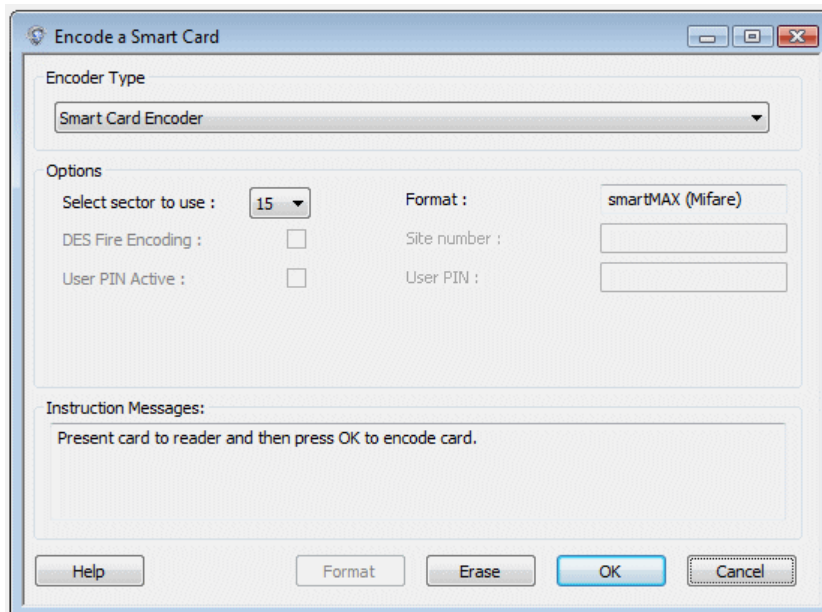 Encode a Smart Card
Encoder Type
Smart Card Encoder
Options
Select sector to use : 15 Format : smartMAX (Mifare)
DES Fire Encoding : Site number :
User PIN Active : User PIN :
Instruction Messages:
Present card to reader and then press OK to encode card.
Help Format Erase OK Cancel